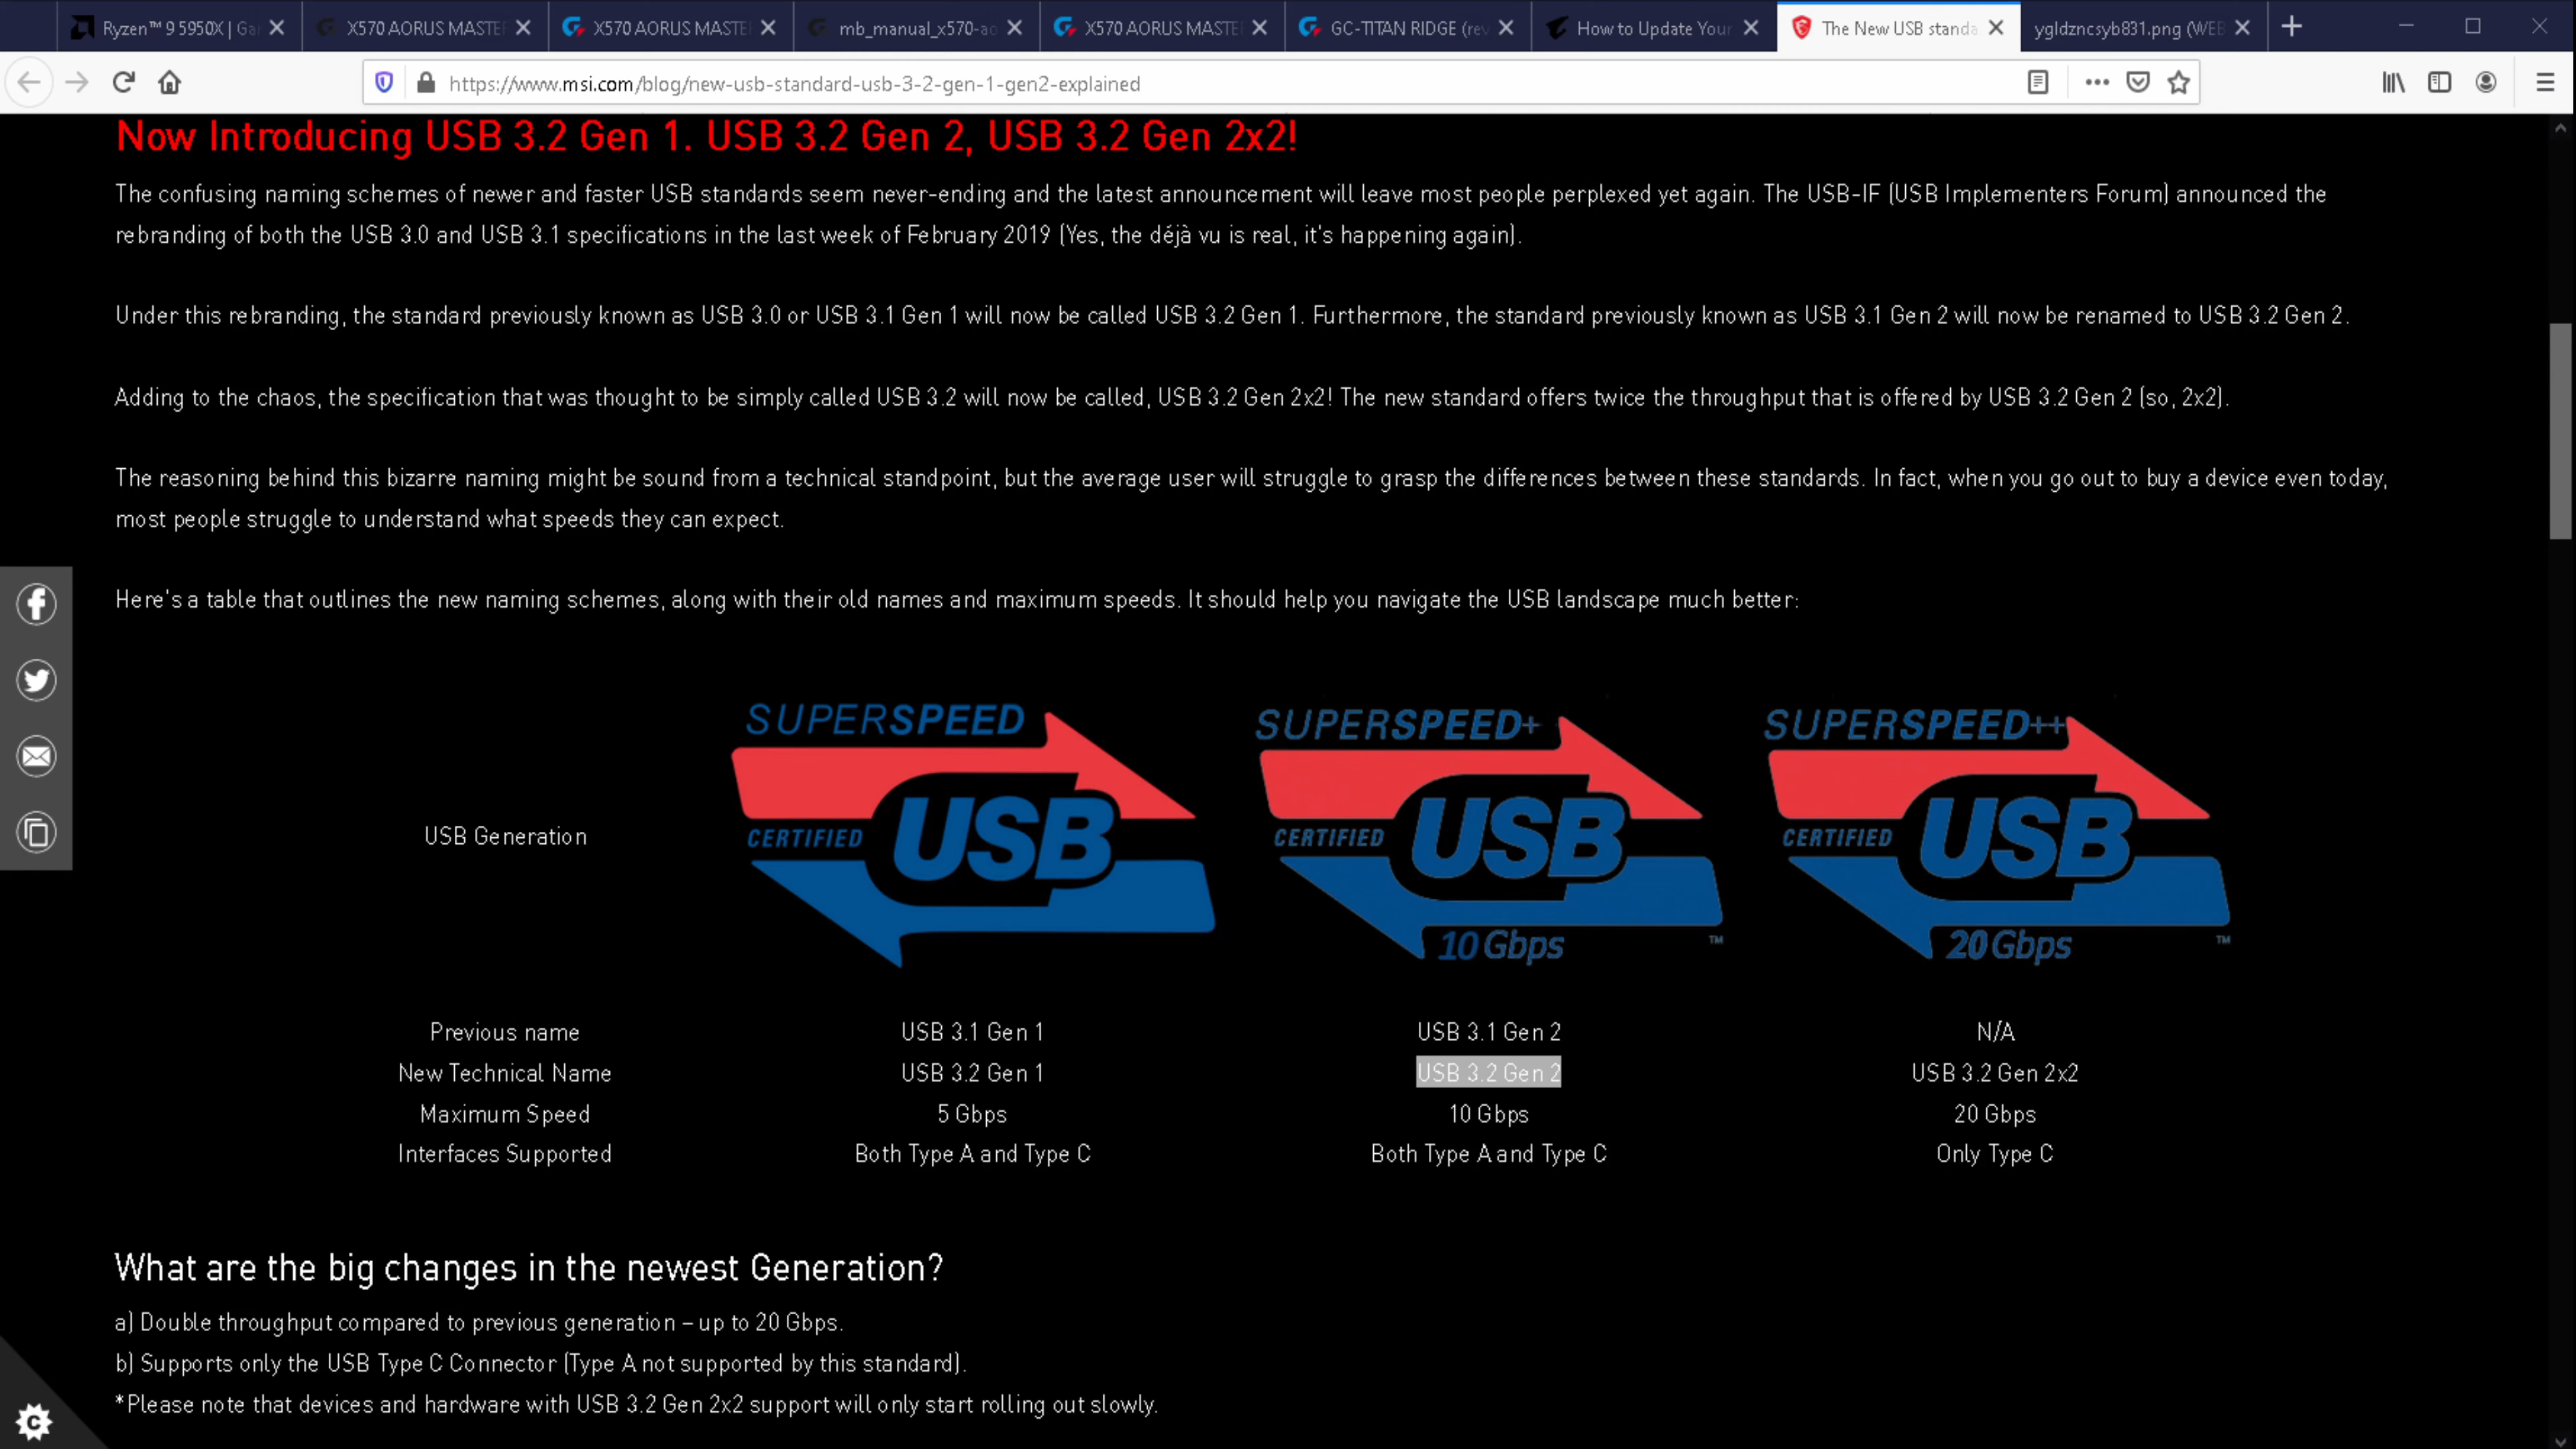 Ryzen™ 9 5950X | Ga
X570 AORUS MASTE
X570 AORUS MASTE
mb_manual_x570-ao
X570 AORUS MASTE
GC-TITAN RIDGE (rev
How to Update Your
The New USB standa
ygldzncsyb831.png (WEB
https://www.msi.com/blog/new-usb-standard-usb-3-2-gen-1-gen2-explained
Now Introducing USB 3.2 Gen 1. USB 3.2 Gen 2, USB 3.2 Gen 2x2!
The confusing naming schemes of newer and faster USB standards seem never-ending and the latest announcement will leave most people perplexed yet again. The USB-IF (USB Implementers Forum) announced the
rebranding of both the USB 3.0 and USB 3.1 specifications in the last week of February 2019 (Yes, the déjà vu is real, it's happening again).
Under this rebranding, the standard previously known as USB 3.0 or USB 3.1 Gen 1 will now be called USB 3.2 Gen 1. Furthermore, the standard previously known as USB 3.1 Gen 2 will now be renamed to USB 3.2 Gen 2.
Adding to the chaos, the specification that was thought to be simply called USB 3.2 will now be called, USB 3.2 Gen 2x2! The new standard offers twice the throughput that is offered by USB 3.2 Gen 2 (so, 2x2).
The reasoning behind this bizarre naming might be sound from a technical standpoint, but the average user will struggle to grasp the differences between these standards. In fact, when you go out to buy a device even today,
most people struggle to understand what speeds they can expect.
Here's a table that outlines the new naming schemes, along with their old names and maximum speeds. It should help you navigate the USB landscape much better:
USB Generation
SUPERSPEED
CERTIFIED USB
SUPERSPEED+
CERTIFIED USB
10 Gbps ™
SUPERSPEED++
CERTIFIED USB
20 Gbps ™
Previous name USB 3.1 Gen 1 USB 3.1 Gen 2 N/A
New Technical Name USB 3.2 Gen 1 USB 3.2 Gen 2 USB 3.2 Gen 2x2
Maximum Speed 5 Gbps 10 Gbps 20 Gbps
Interfaces Supported Both Type A and Type C Both Type A and Type C Only Type C
What are the big changes in the newest Generation?
a) Double throughput compared to previous generation – up to 20 Gbps.
b) Supports only the USB Type C Connector (Type A not supported by this standard).
*Please note that devices and hardware with USB 3.2 Gen 2x2 support will only start rolling out slowly.